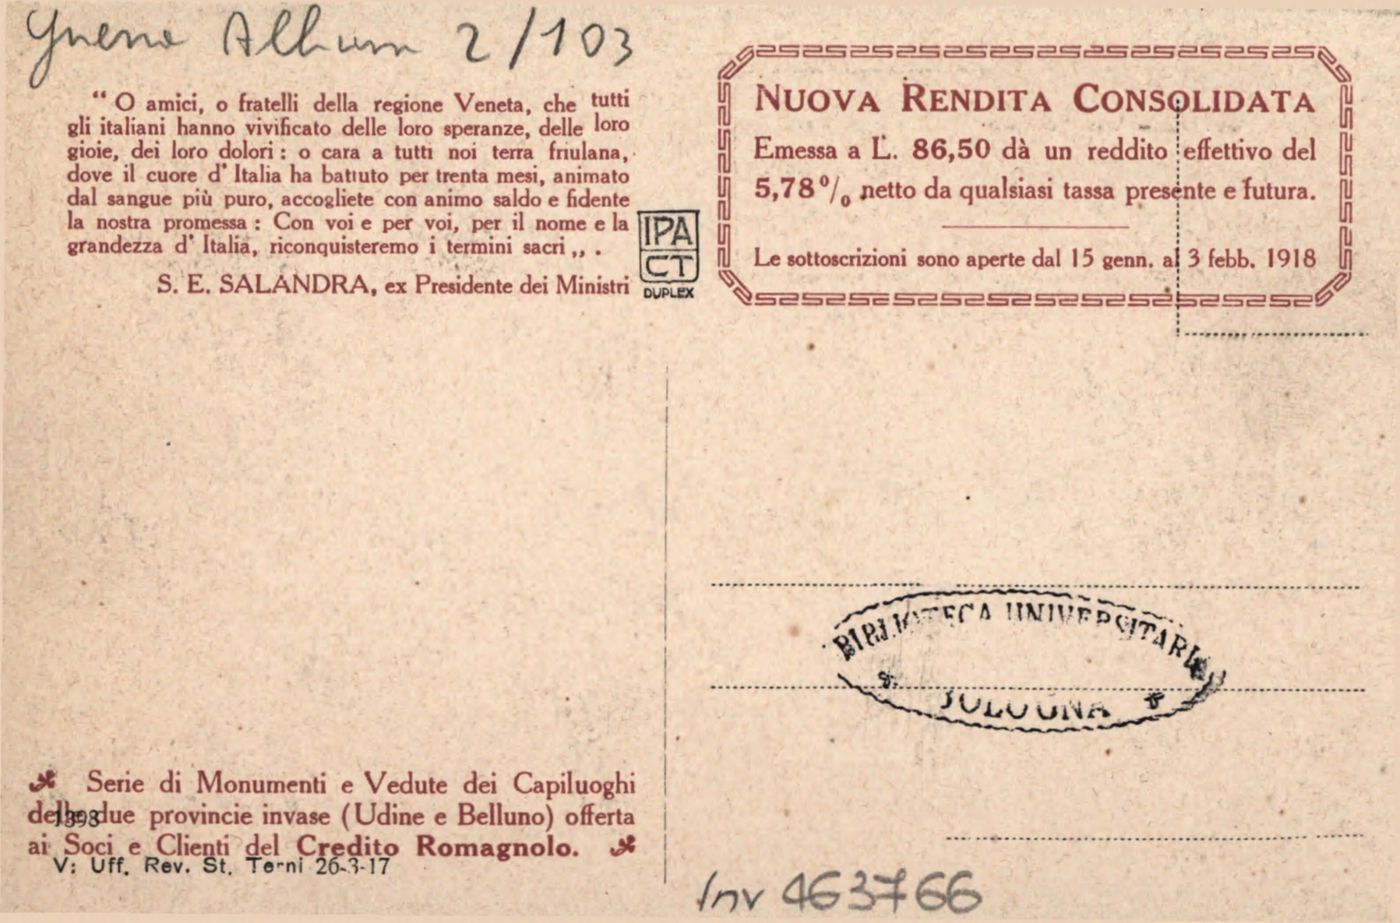 Guerra Album 2/103
“ O amici, o fratelli della regione Veneta, che tutti
gli italiani hanno vivificato delle loro speranze, delle loro
gioie, dei loro dolori : o cara a tutti noi terra friulana,
dove il cuore d' Italia ha battuto per trenta mesi, animato
dal sangue più puro, accogliete con animo saldo e fidente
la nostra promessa : Con voi e per voi, per il nome e la
grandezza d' Italia, riconquisteremo i termini sacri „ .
S. E. SALANDRA, ex Presidente dei Ministri
IPA
CT
DUPLEX
NUOVA RENDITA CONSOLIDATA
Emessa a L. 86,50 dà un reddito effettivo del
5,78 % netto da qualsiasi tassa presente e futura.
Le sottoscrizioni sono aperte dal 15 genn. al 3 febb. 1918
BIBLIOTECA UNIVERSITARIA
* BOLOGNA *
Serie di Monumenti e Vedute dei Capiluoghi
delle due provincie invase (Udine e Belluno) offerta
1398
ai Soci e Clienti del Credito Romagnolo.
V: Uff. Rev. St. Terni 26-3-17
Inv 463766